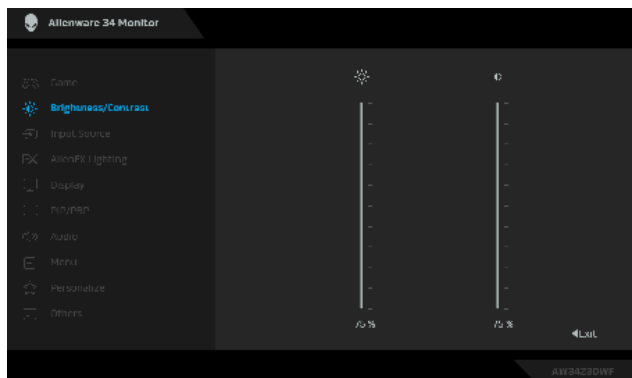 Alienware 34 Monitor
Game
Brightness/Contrast
Input Source
AlienFX Lighting
Display
PIP/PBP
Audio
Menu
Personalize
Others
75 %
75 %
Exit
AW3423DWF